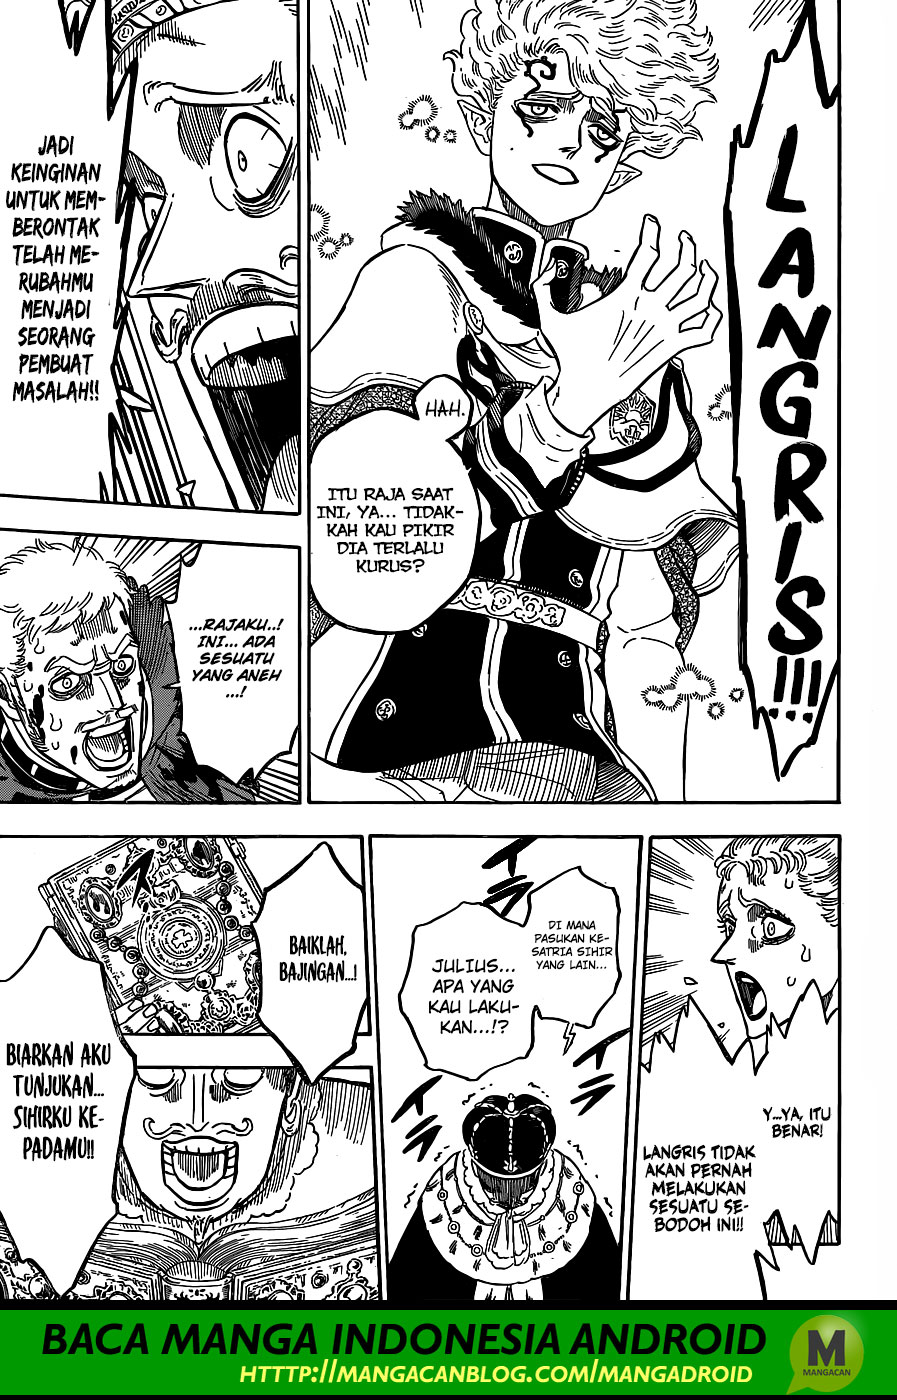 LANGRIS!!!
JADI
KEINGINAN
UNTUK MEM-
BERONTAK
TELAH ME-
RUBAHMU
MENJADI
SEORANG
PEMBUAT
MASALAH!!
HAH.
ITU RAJA SAAT
INI, YA... TIDAK-
KAH KAU PIKIR
DIA TERLALU
KURUS?
...RAJAKU..!
INI... ADA
SESUATU
YANG ANEH
...!
Y...YA, ITU
BENAR!
LANGRIS TIDAK
AKAN PERNAH
MELAKUKAN
SESUATU SE-
BODOH INI!!
DI MANA
PASUKAN KE-
SATRIA SIHIR
YANG LAIN...
JULIUS...
APA YANG
KAU LAKU-
KAN...!?
BAIKLAH,
BAJINGAN..!
BIARKAN AKU
TUNJUKAN...
SIHIRKU KE-
PADAMU!!
BACA MANGA INDONESIA ANDROID
HTTTP://MANGACANBLOG.COM/MANGADROID
M
MANGACAN